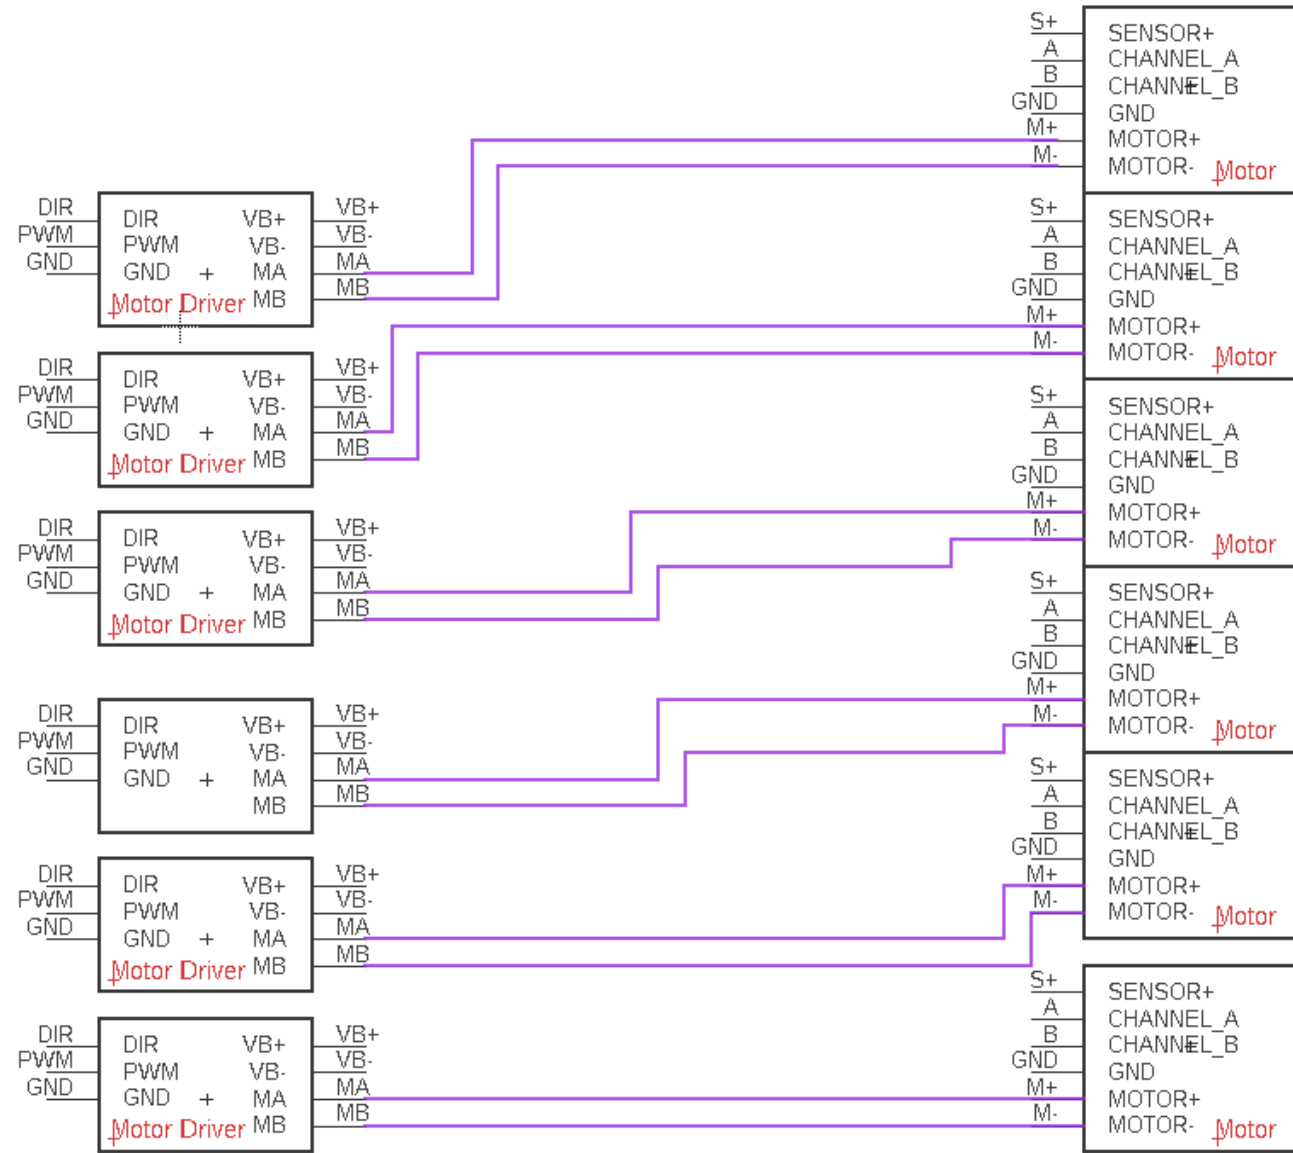 DIR DIR VB+ VB+
PWM PWM VB- VB-
GND GND MA MA
Motor Driver MB MB
DIR DIR VB+ VB+
PWM PWM VB- VB-
GND GND MA MA
Motor Driver MB MB
DIR DIR VB+ VB+
PWM PWM VB- VB-
GND GND MA MA
Motor Driver MB MB
DIR DIR VB+ VB+
PWM PWM VB- VB-
GND GND MA MA
MB MB
DIR DIR VB+ VB+
PWM PWM VB- VB-
GND GND MA MA
Motor Driver MB MB
DIR DIR VB+ VB+
PWM PWM VB- VB-
GND GND MA MA
Motor Driver MB MB
S+ SENSOR+
A CHANNEL_A
B CHANNEL_B
GND GND
M+ MOTOR+
M- MOTOR- Motor
S+ SENSOR+
A CHANNEL_A
B CHANNEL_B
GND GND
M+ MOTOR+
M- MOTOR- Motor
S+ SENSOR+
A CHANNEL_A
B CHANNEL_B
GND GND
M+ MOTOR+
M- MOTOR- Motor
S+ SENSOR+
A CHANNEL_A
B CHANNEL_B
GND GND
M+ MOTOR+
M- MOTOR- Motor
S+ SENSOR+
A CHANNEL_A
B CHANNEL_B
GND GND
M+ MOTOR+
M- MOTOR- Motor
S+ SENSOR+
A CHANNEL_A
B CHANNEL_B
GND GND
M+ MOTOR+
M- MOTOR- Motor